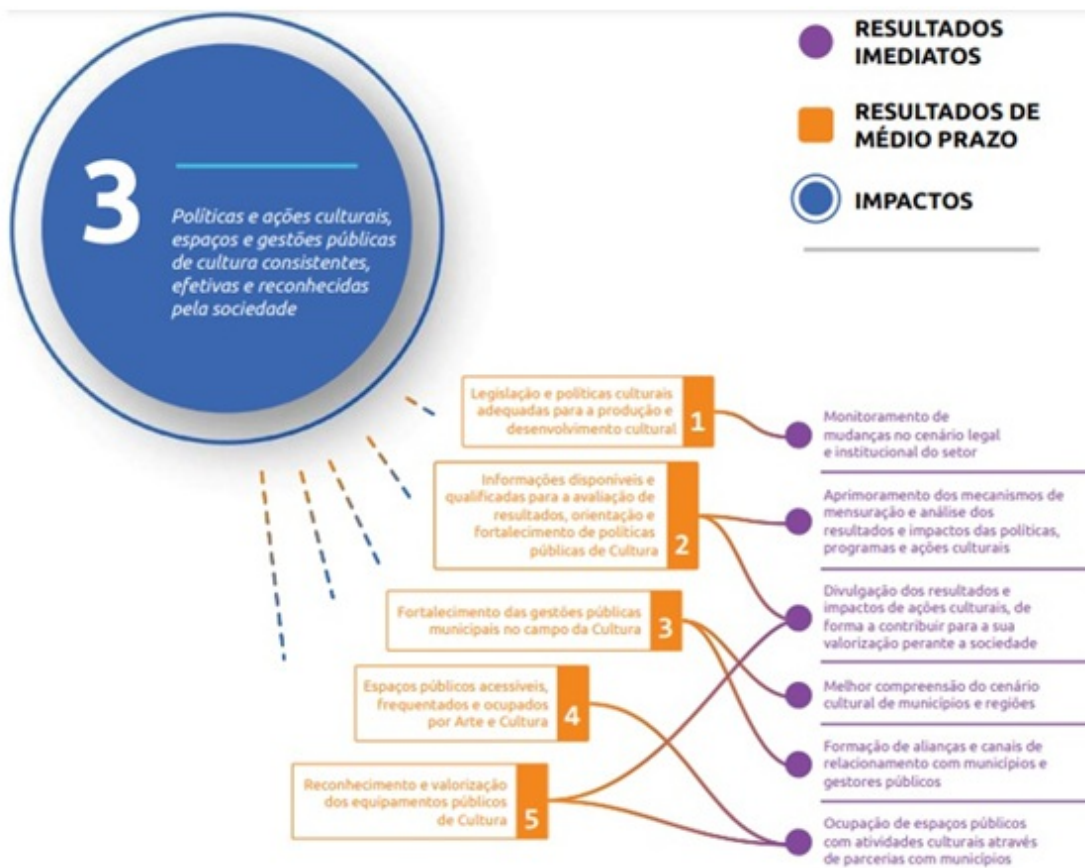 RESULTADOS
IMEDIATOS
RESULTADOS DE
MÉDIO PRAZO
IMPACTOS
3
Políticas e ações culturais,
espaços e gestões públicas
de cultura consistentes,
efetivas e reconhecidas
pela sociedade
Legislação e políticas culturais
adequadas para a produção e
desenvolvimento cultural
1
Informações disponíveis e
qualificadas para a avaliação de
resultados, orientação e
fortalecimento de políticas
públicas de Cultura
2
Fortalecimento das gestões públicas
municipais no campo da Cultura
3
Espaços públicos acessíveis,
frequentados e ocupados
por Arte e Cultura
4
Reconhecimento e valorização
dos equipamentos públicos
de Cultura
5
Monitoramento de
mudanças no cenário legal
e institucional do setor
Aprimoramento dos mecanismos de
mensuração e análise dos
resultados e impactos das políticas,
programas e ações culturais
Divulgação dos resultados e
impactos de ações culturais, de
forma a contribuir para a sua
valorização perante a sociedade
Melhor compreensão do cenário
cultural de municípios e regiões
Formação de alianças e canais de
relacionamento com municípios e
gestores públicos
Ocupação de espaços públicos
com atividades culturais através
de parcerias com municípios